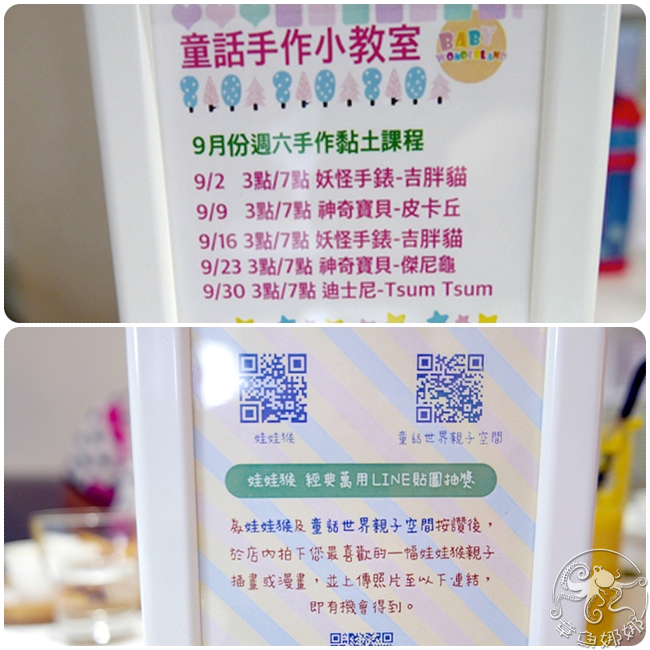 童話手作小教室
BABY
WONDERLAND
9月份週六手作黏土課程
9/2 3點/7點 妖怪手錶-吉胖貓
9/9 3點/7點 神奇寶貝-皮卡丘
9/16 3點/7點 妖怪手錶-吉胖貓
9/23 3點/7點 神奇寶貝-傑尼龜
9/30 3點/7點 迪士尼-Tsum Tsum
娃娃猴
童話世界親子空間
娃娃猴 經典萬用LINE貼圖抽獎
為娃娃猴及童話世界親子空間按讚後，
於店內拍下您最喜歡的一幅娃娃猴親子
插畫或漫畫，並上傳照片至以下連結，
即有機會得到。
章魚娜娜